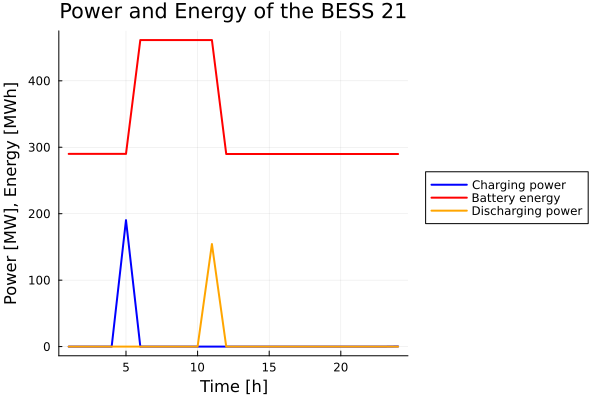 Power and Energy of the BESS 21
Power [MW], Energy [MWh]
400
300
200
100
0
5
10
15
20
Time [h]
Charging power
Battery energy
Discharging power